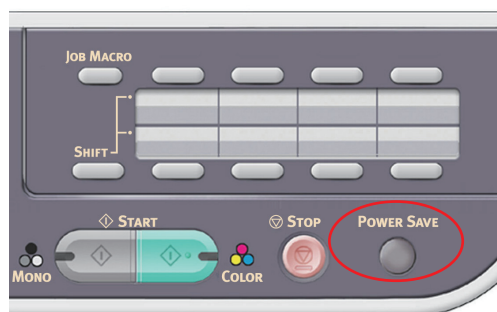 JOB MACRO
SHIFT
START
STOP
POWER SAVE
MONO
COLOR